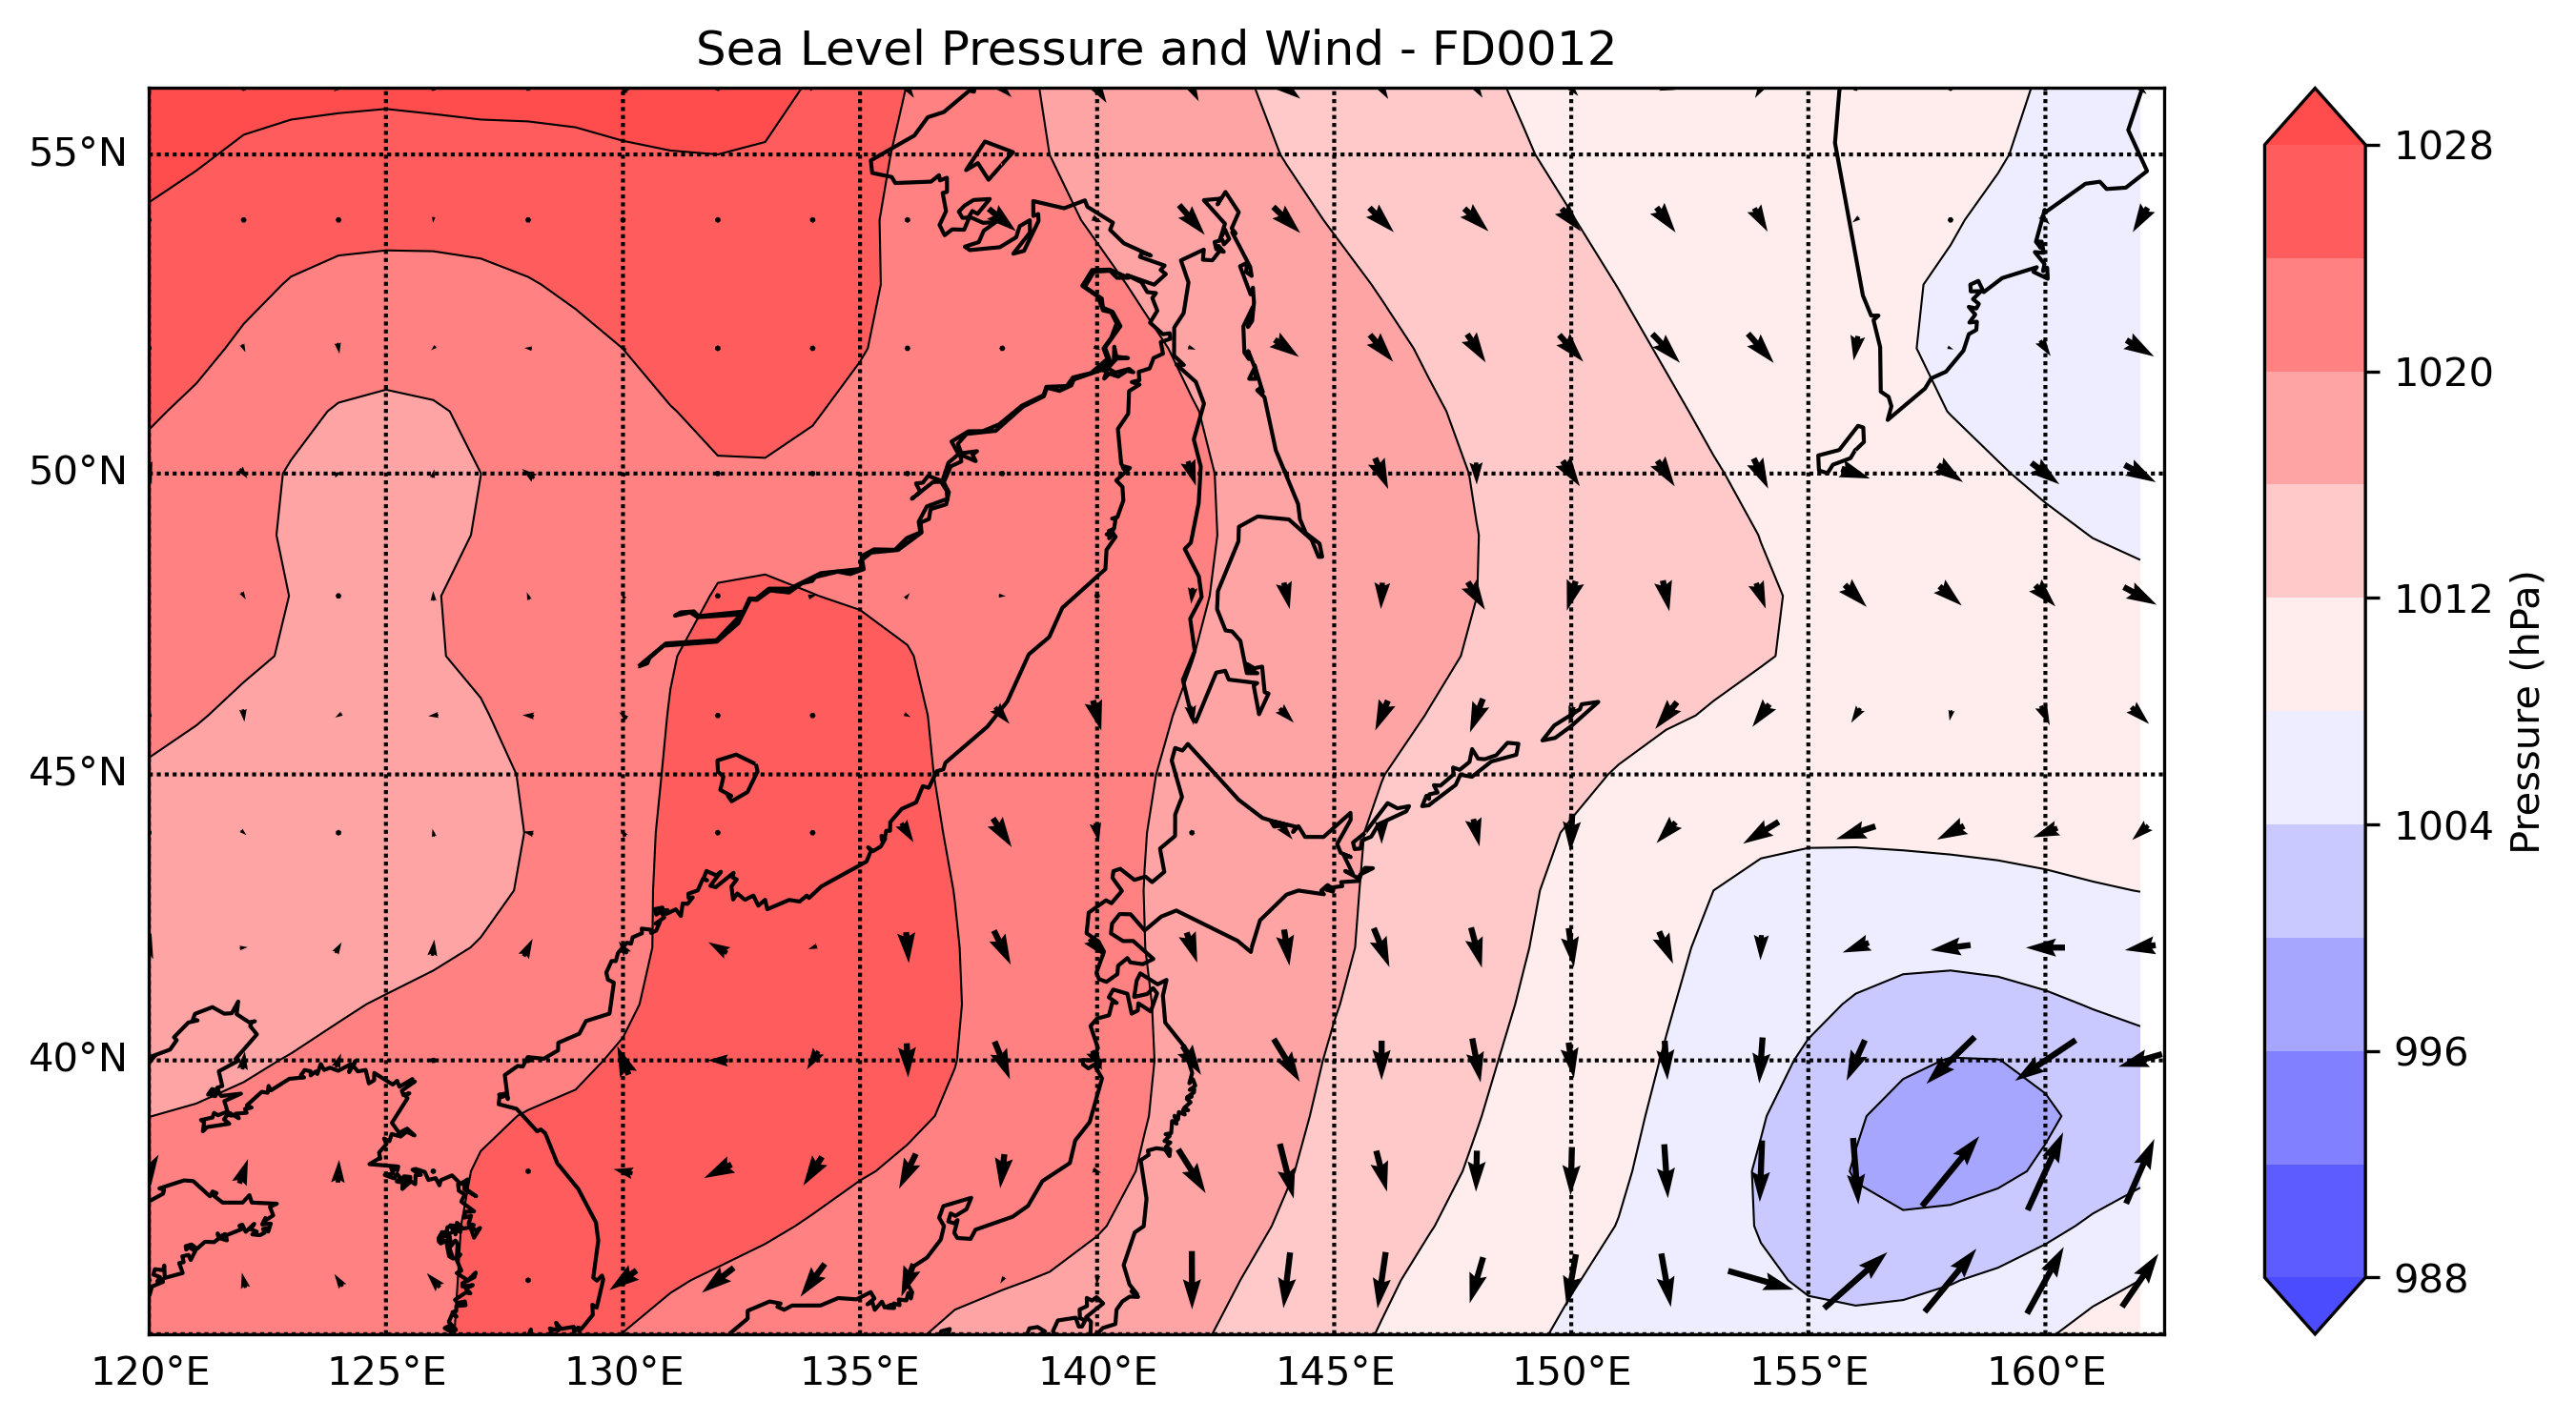 Sea Level Pressure and Wind - FD0012
55°N
50°N
45°N
40°N
120°E
125°E
130°E
135°E
140°E
145°E
150°E
155°E
160°E
1028
1020
1012
1004
996
988
Pressure (hPa)